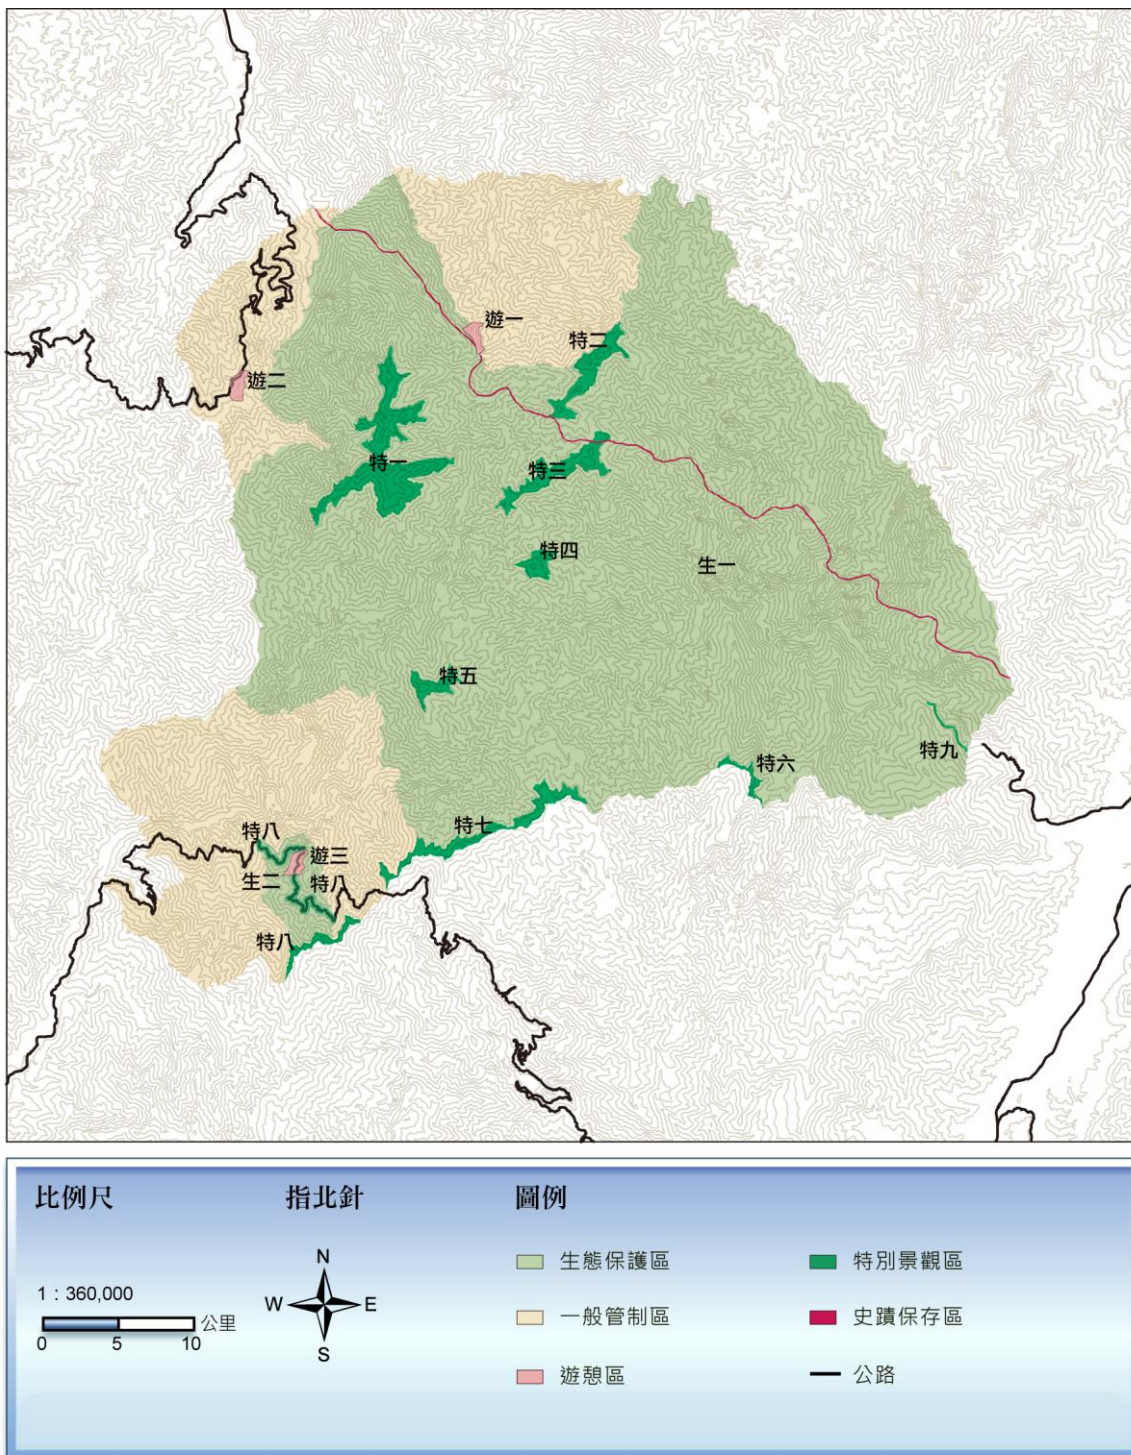 遊一
特二
遊二
特一
特三
特四
生一
特五
特九
特六
特七
特八
遊三
生二
特八
特八
比例尺
指北針
圖例
N
生態保護區
特別景觀區
1：360,000
W
E
一般管制區
史蹟保存區
公里
0
5
10
S
遊憩區
公路